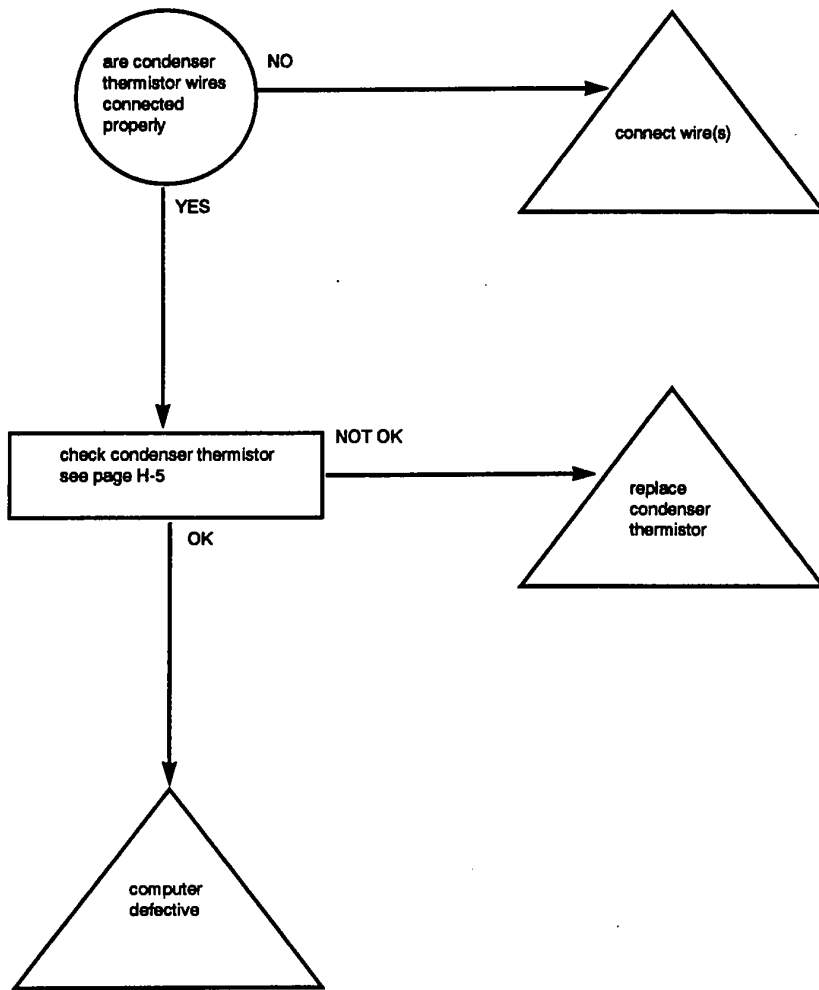 are condenser
thermistor wires
connected
properly
NO
connect wire(s)
YES
check condenser thermistor
see page H-5
NOT OK
replace
condenser
thermistor
OK
computer
defective